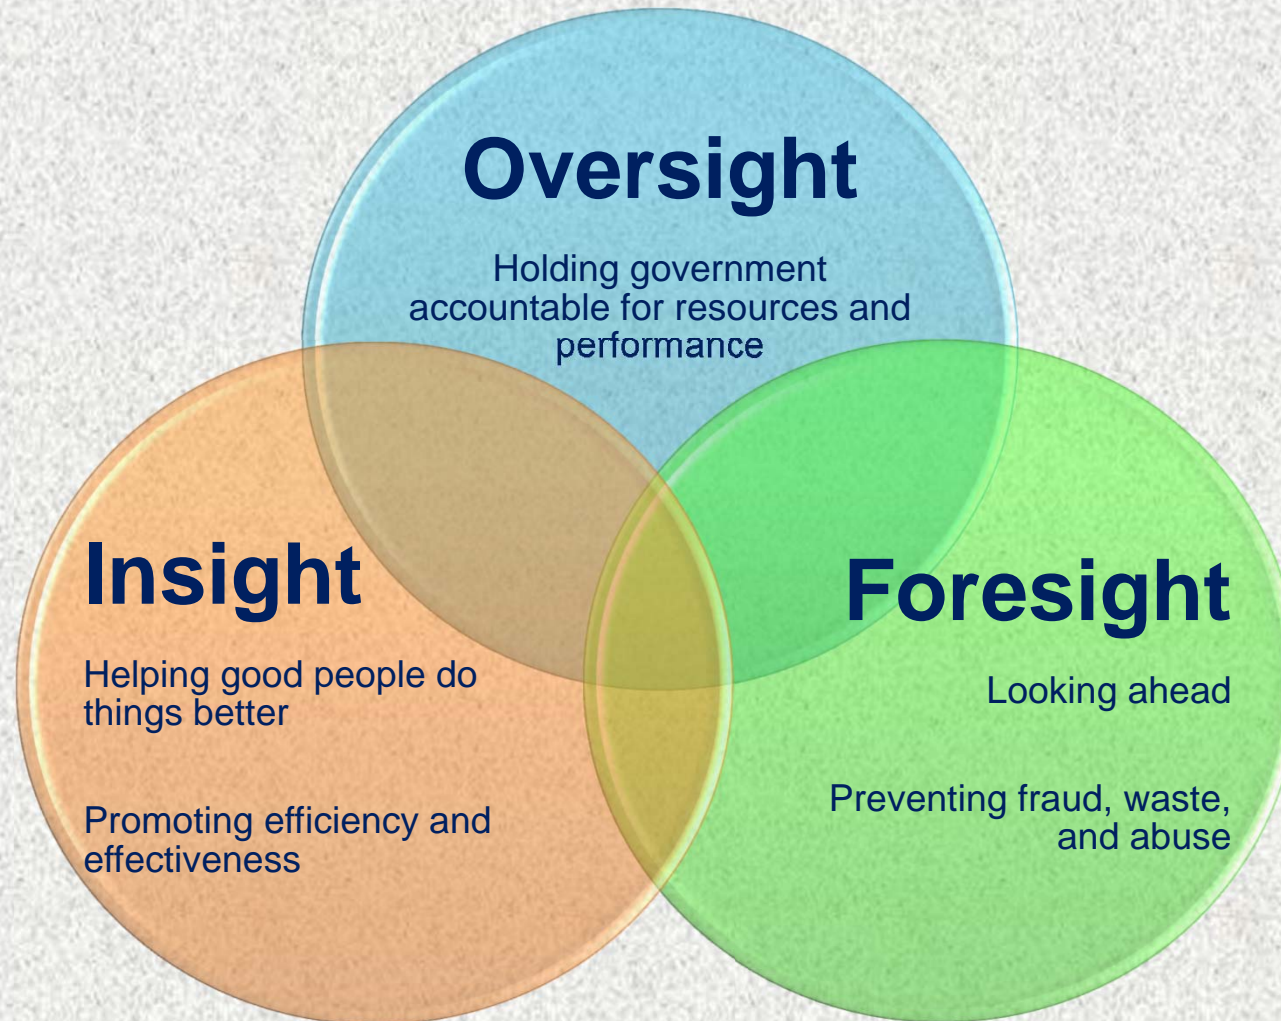 Oversight
Holding government
accountable for resources and
performance
Insight
Helping good people do
things better
Promoting efficiency and
effectiveness
Foresight
Looking ahead
Preventing fraud, waste,
and abuse